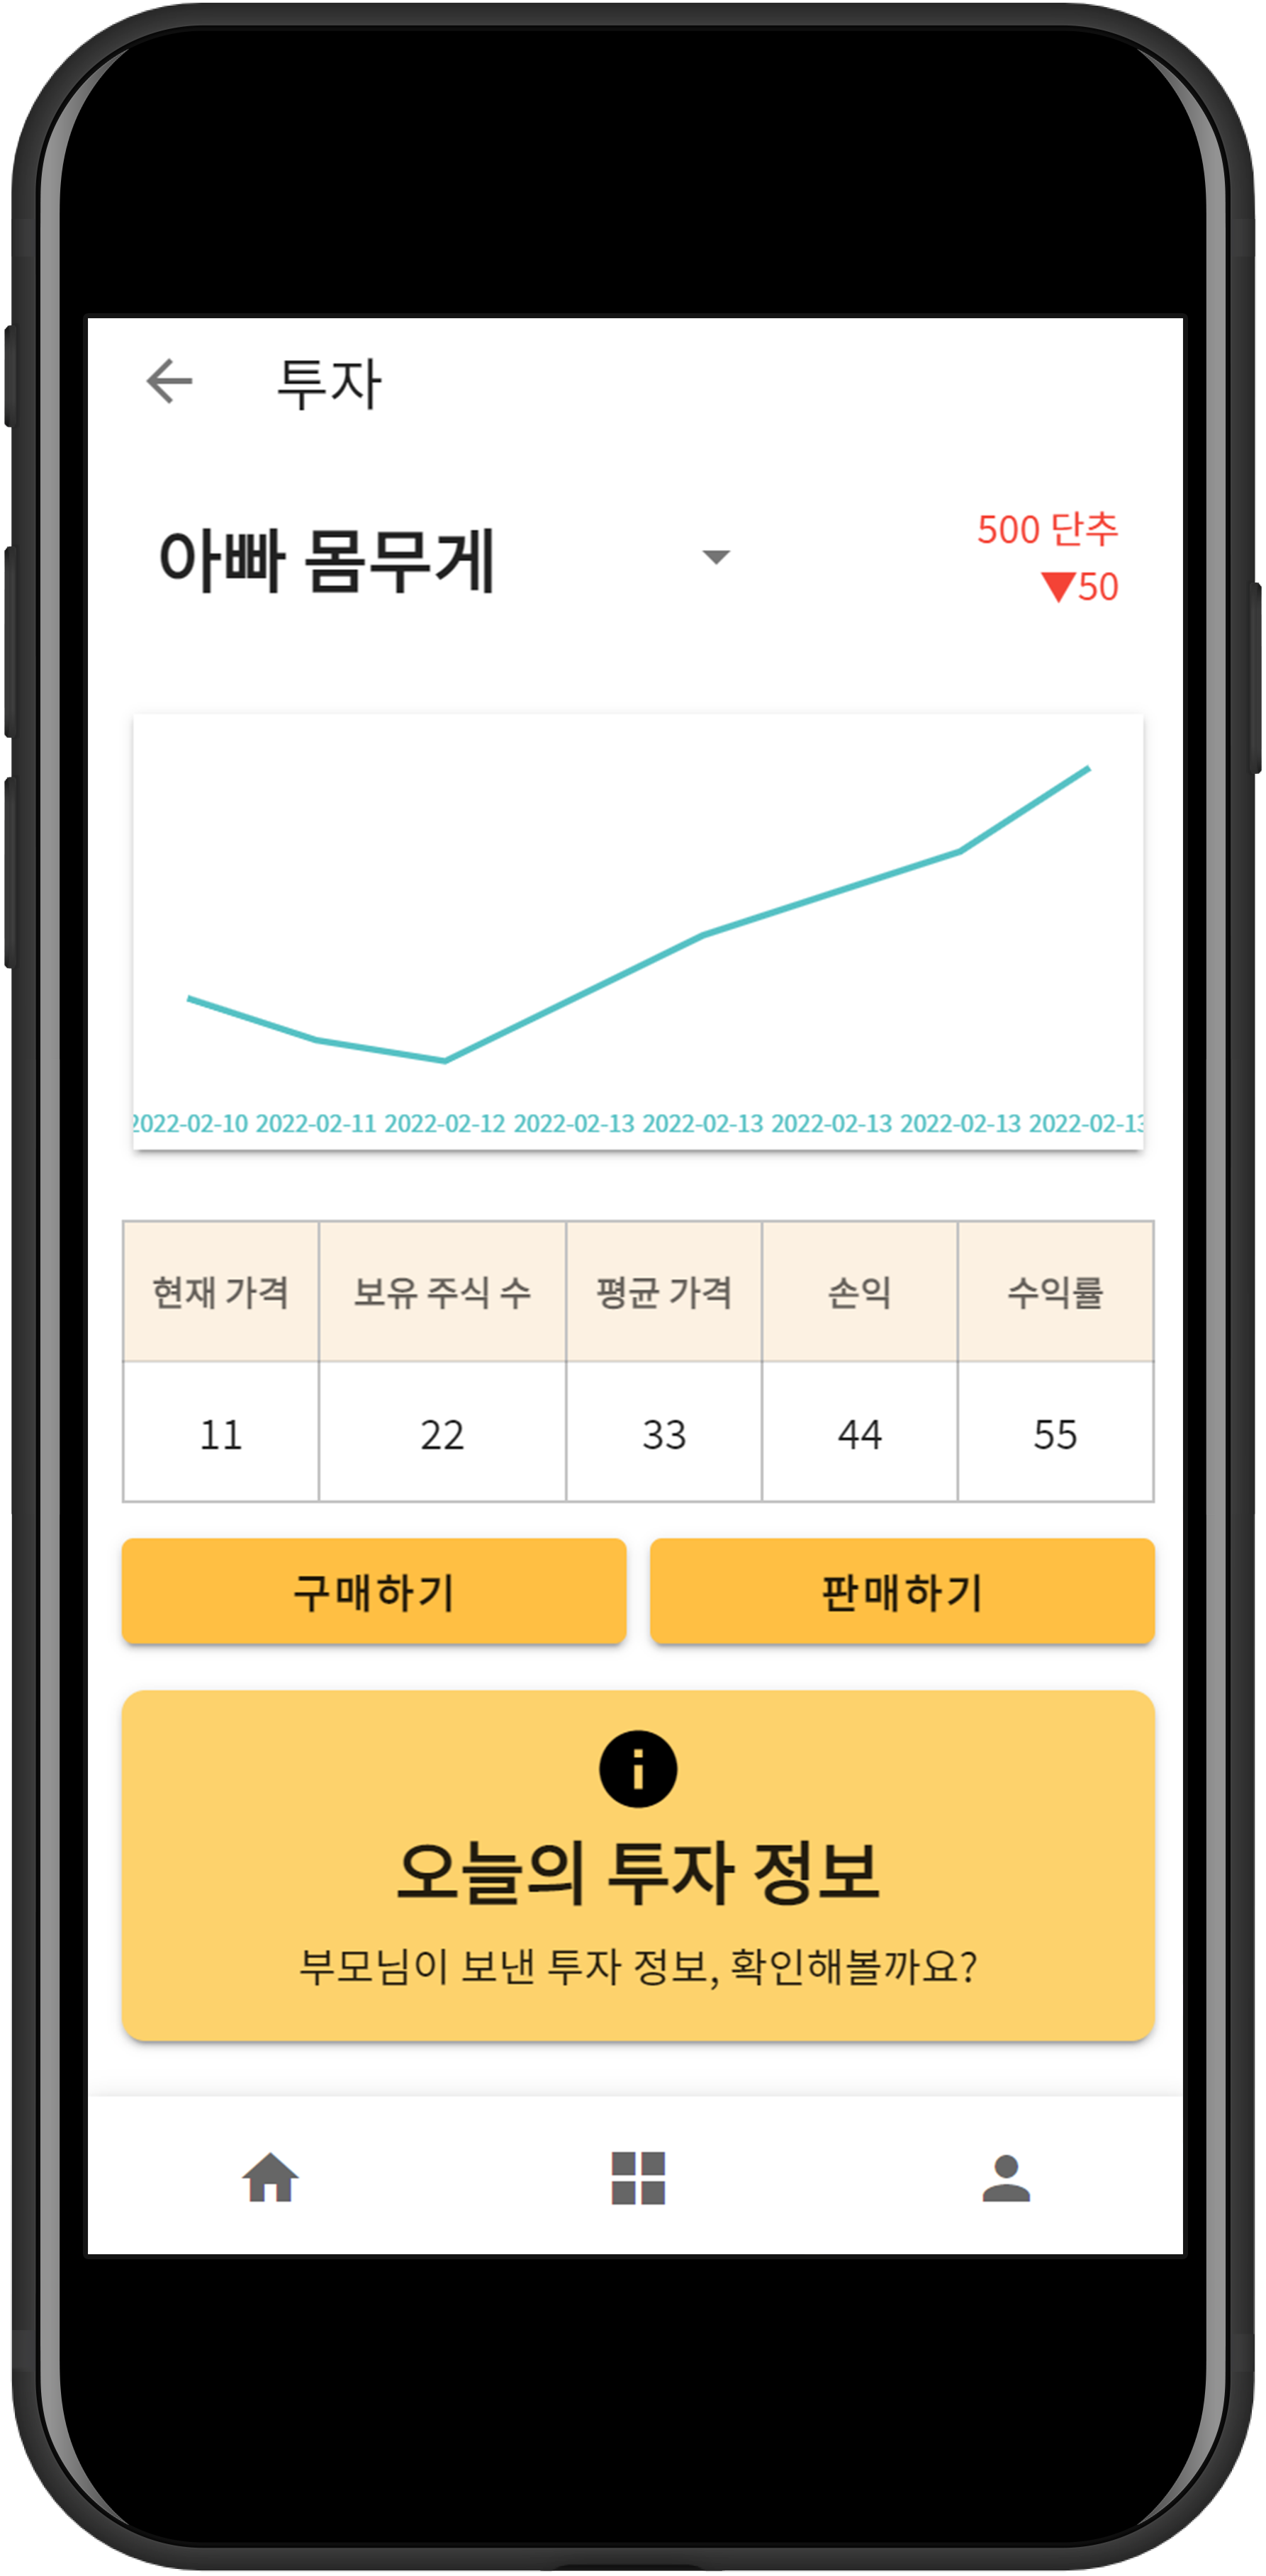 투자
아빠 몸무게
500 단추
▼50
2022-02-10 2022-02-11 2022-02-12 2022-02-13 2022-02-13 2022-02-13 2022-02-13 2022-02-13
현재 가격 보유 주식 수 평균 가격 손익 수익률
11 22 33 44 55
구매하기 판매하기
오늘의 투자 정보
부모님이 보낸 투자 정보, 확인해볼까요?